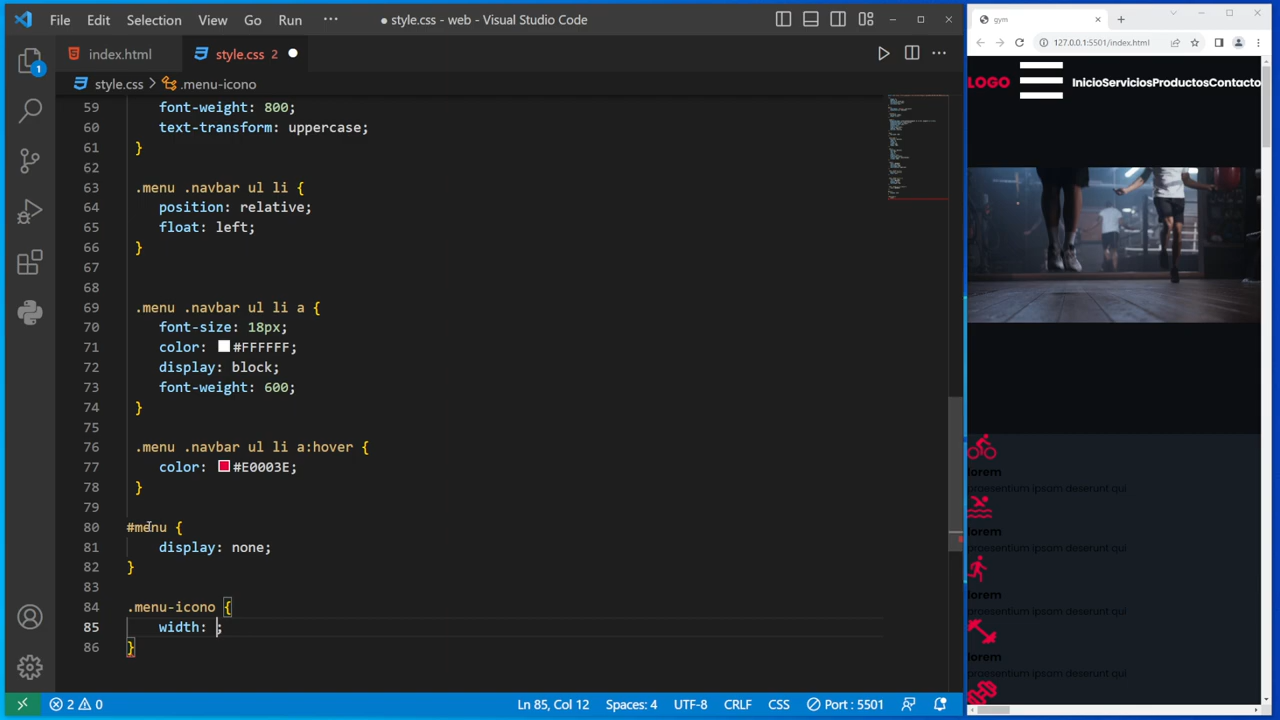 File Edit Selection View Go Run ··· ● style.css - web - Visual Studio Code
index.html style.css 2 ●
style.css > .menu-icono
59 font-weight: 800;
60 text-transform: uppercase;
61 }
62
63 .menu .navbar ul li {
64 position: relative;
65 float: left;
66 }
67
68
69 .menu .navbar ul li a {
70 font-size: 18px;
71 color: #FFFFFF;
72 display: block;
73 font-weight: 600;
74 }
75
76 .menu .navbar ul li a:hover {
77 color: #E0003E;
78 }
79
80 #menu {
81 display: none;
82 }
83
84 .menu-icono {
85 width: ;
86 }
1
2 0 Ln 85, Col 12 Spaces: 4 UTF-8 CRLF CSS Port : 5501
gym
127.0.0.1:5501/index.html
LOGO InicioServiciosProductosContacto
lorem
praesentium ipsam deserunt qui
lorem
praesentium ipsam deserunt qui
lorem
praesentium ipsam deserunt qui
lorem
praesentium ipsam deserunt qui